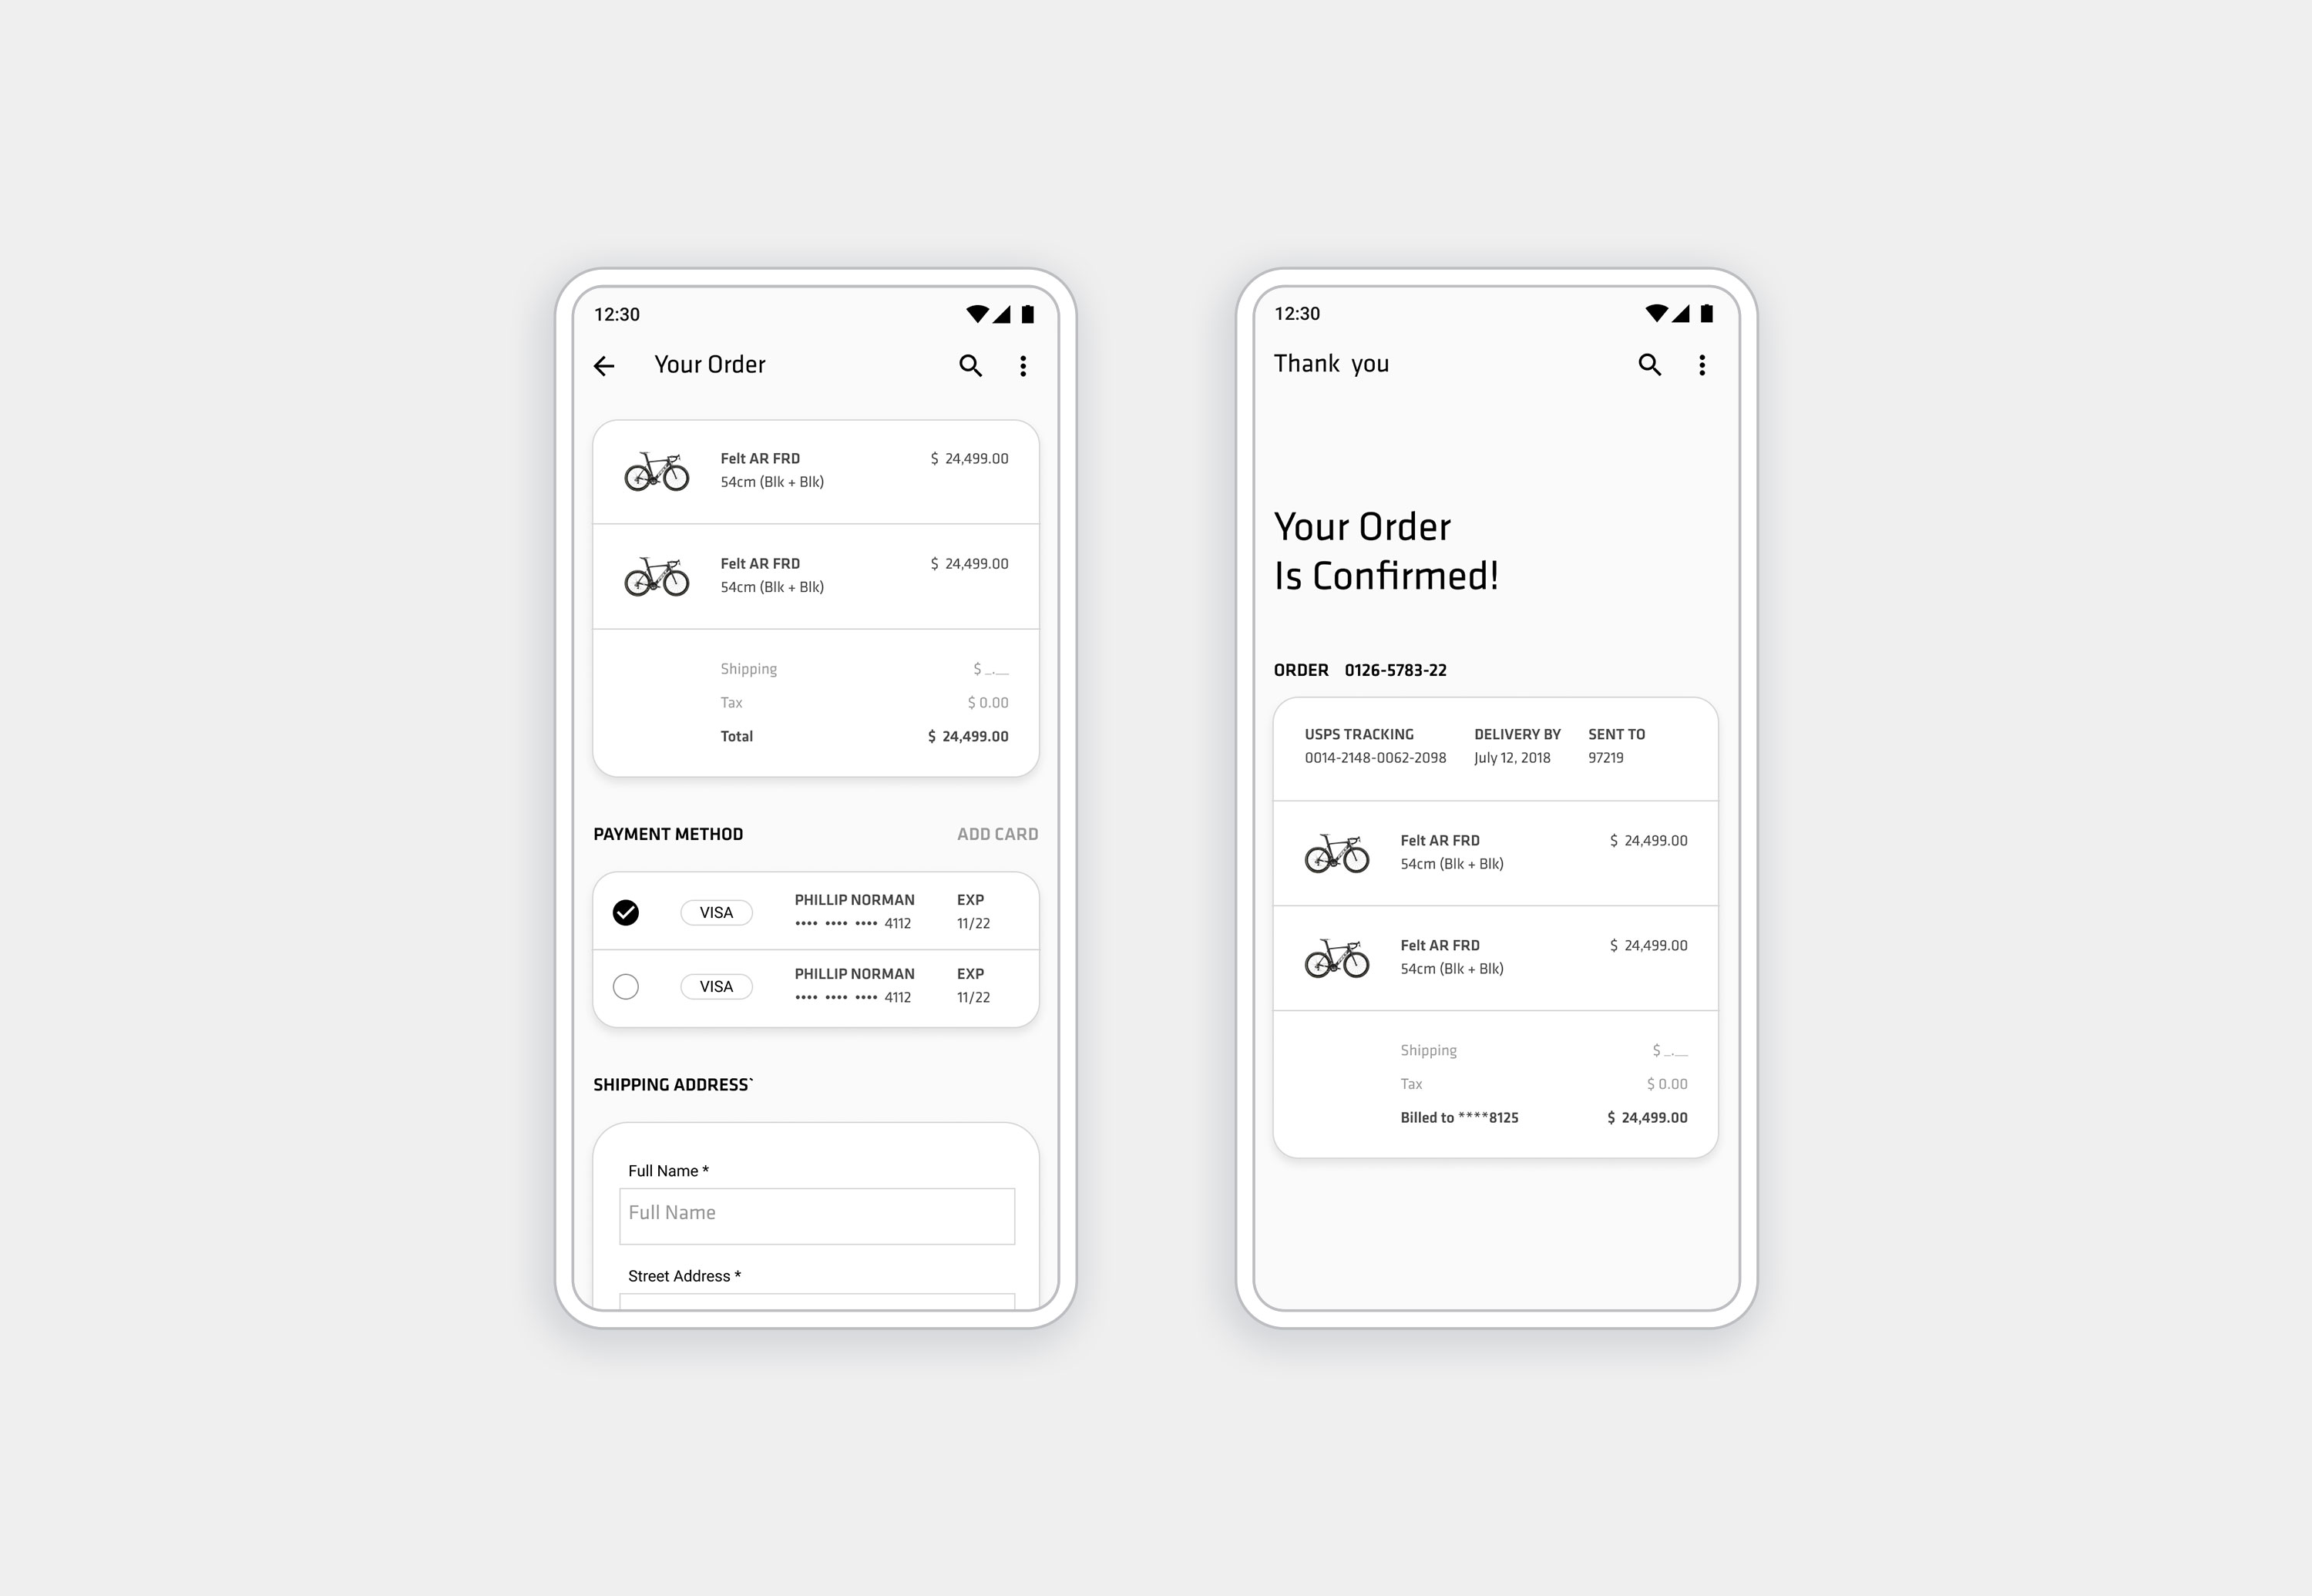 12:30
Your Order
Felt AR FRD $ 24,499.00
54cm (Blk + Blk)
Felt AR FRD $ 24,499.00
54cm (Blk + Blk)
Shipping $ _.__
Tax $ 0.00
Total $ 24,499.00
PAYMENT METHOD ADD CARD
VISA PHILLIP NORMAN EXP
•••• •••• •••• 4112 11/22
VISA PHILLIP NORMAN EXP
•••• •••• •••• 4112 11/22
SHIPPING ADDRESS`
Full Name *
Full Name
Street Address *
12:30
Thank you
Your Order
Is Confirmed!
ORDER 0126-5783-22
USPS TRACKING DELIVERY BY SENT TO
0014-2148-0062-2098 July 12, 2018 97219
Felt AR FRD $ 24,499.00
54cm (Blk + Blk)
Felt AR FRD $ 24,499.00
54cm (Blk + Blk)
Shipping $ _.__
Tax $ 0.00
Billed to ****8125 $ 24,499.00